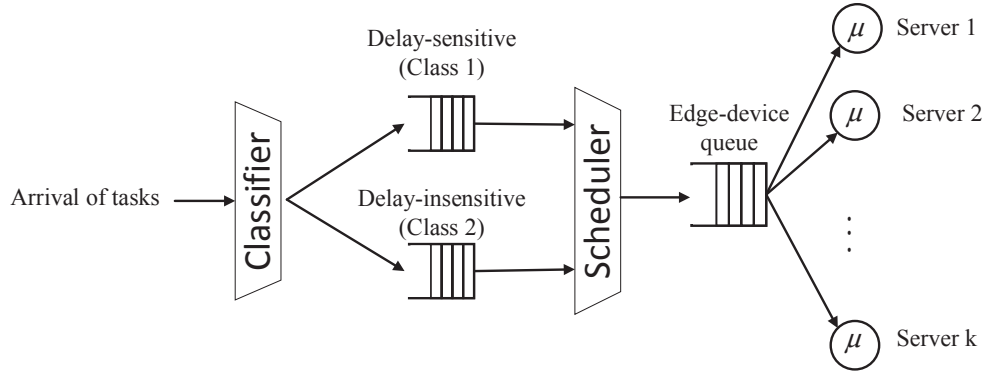 Arrival of tasks
Classifier
Delay-sensitive
(Class 1)
Delay-insensitive
(Class 2)
Scheduler
Edge-device
queue
μ
Server 1
μ
Server 2
μ
Server k